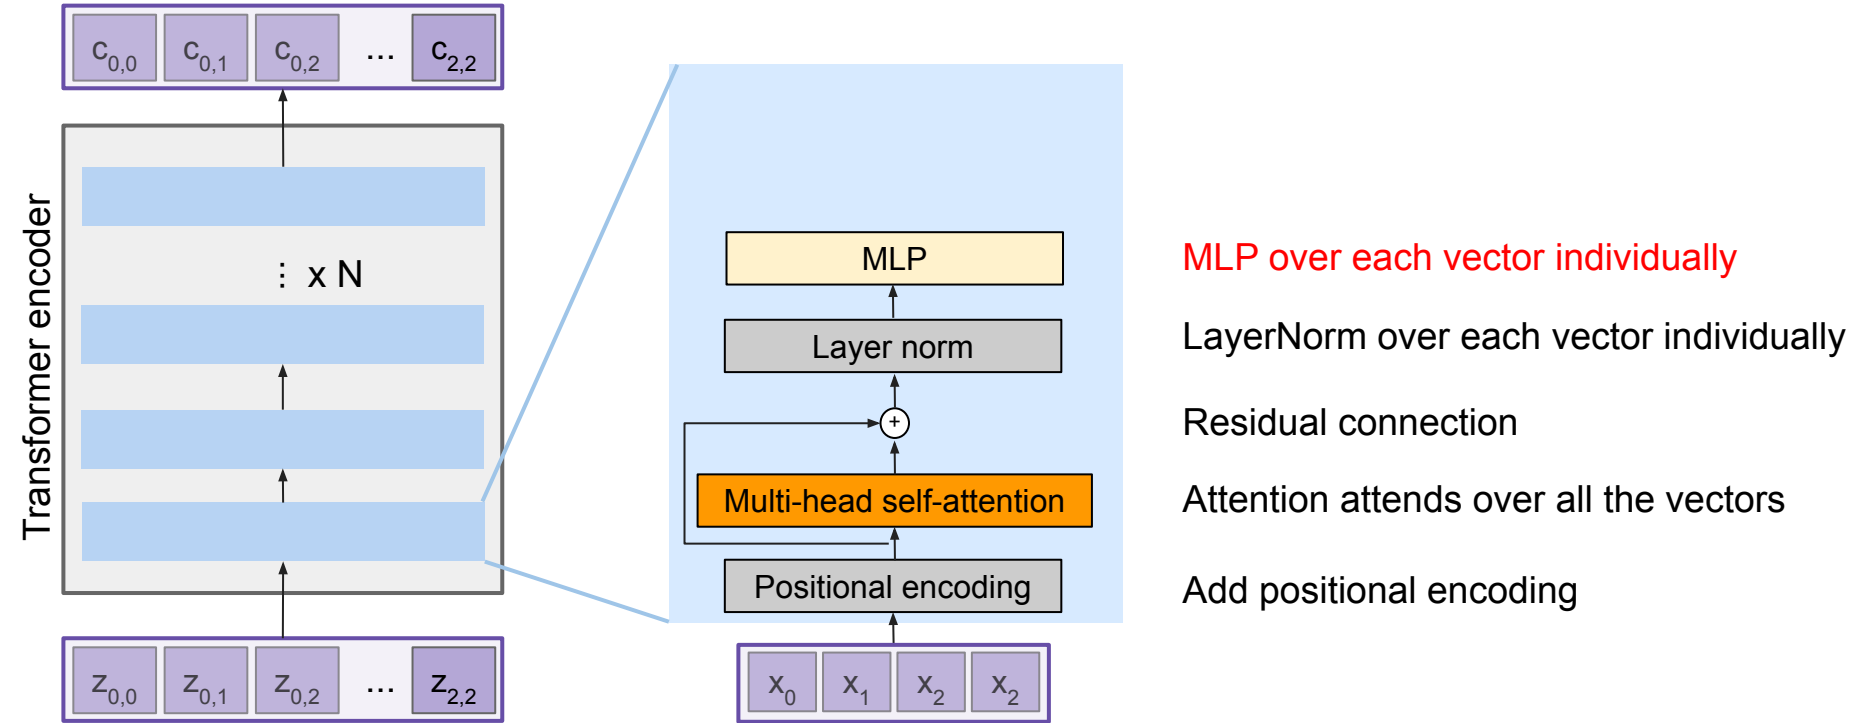 c0,0 c0,1 c0,2 ... c2,2
Transformer encoder
⋮ x N
z0,0 z0,1 z0,2 ... z2,2
MLP
Layer norm
+
Multi-head self-attention
Positional encoding
x0 x1 x2 x2
MLP over each vector individually
LayerNorm over each vector individually
Residual connection
Attention attends over all the vectors
Add positional encoding